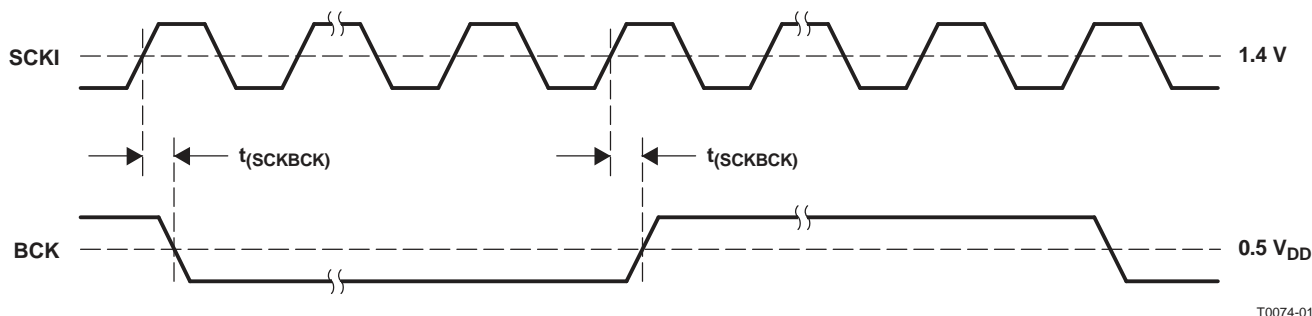 SCKI
1.4 V
t(SCKBCK)
t(SCKBCK)
BCK
0.5 VDD
T0074-01